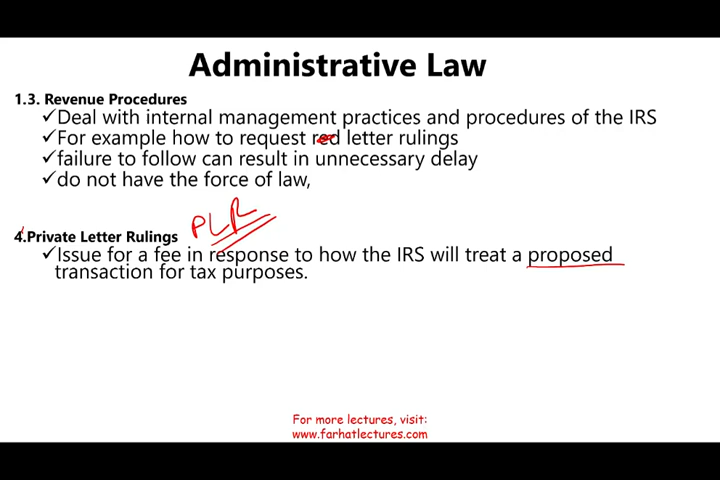 Administrative Law
1.3. Revenue Procedures
✓Deal with internal management practices and procedures of the IRS
✓For example how to request red letter rulings
✓failure to follow can result in unnecessary delay
✓do not have the force of law,
PLR
4.Private Letter Rulings
✓Issue for a fee in response to how the IRS will treat a proposed
transaction for tax purposes.
For more lectures, visit:
www.farhatlectures.com